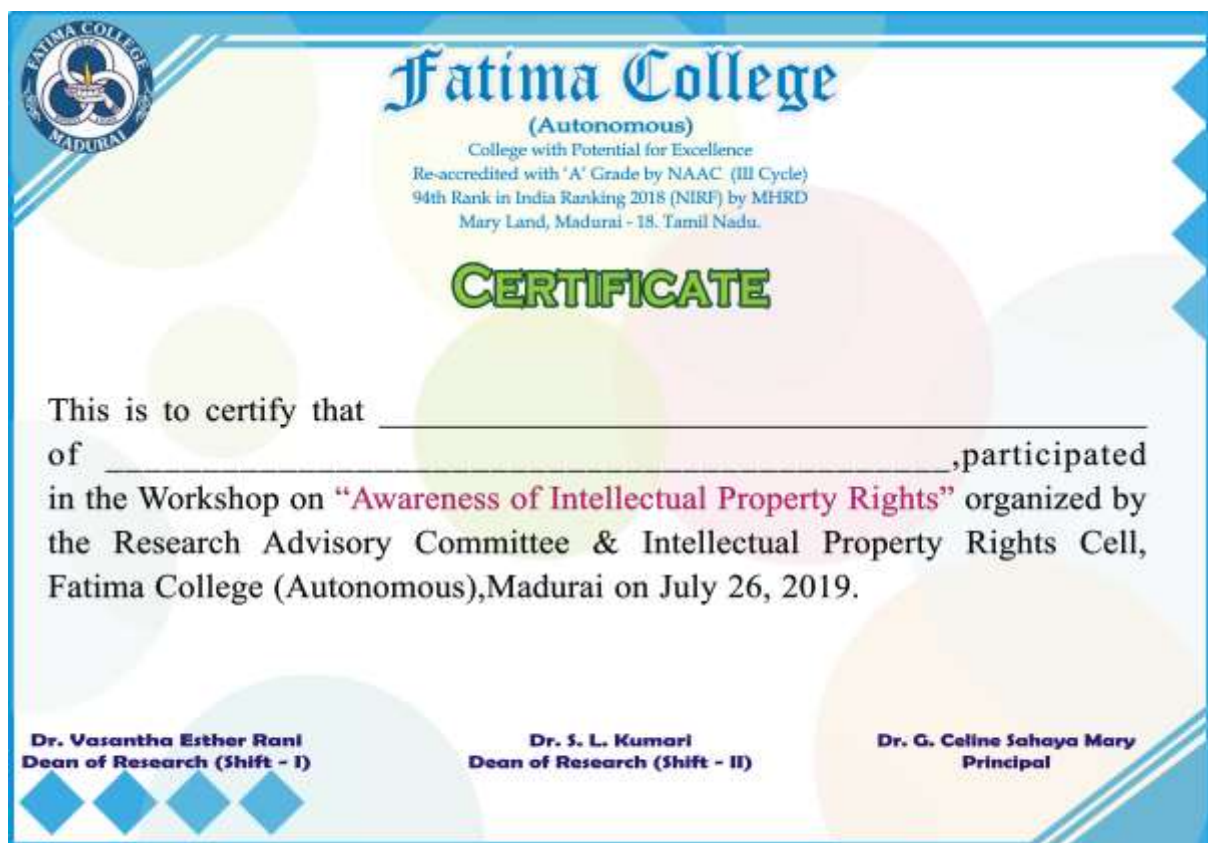 FATIMA COLLEGE
MADURAI
Fatima College
(Autonomous)
College with Potential for Excellence
Re-accredited with 'A' Grade by NAAC (III Cycle)
94th Rank in India Ranking 2018 (NIRF) by MHRD
Mary Land, Madurai - 18. Tamil Nadu.
CERTIFICATE
This is to certify that ______________________________
of ____________________________________________,participated
in the Workshop on “Awareness of Intellectual Property Rights” organized by
the Research Advisory Committee & Intellectual Property Rights Cell,
Fatima College (Autonomous),Madurai on July 26, 2019.
Dr. Vasantha Esther Rani
Dean of Research (Shift - I)
Dr. S. L. Kumari
Dean of Research (Shift - II)
Dr. G. Celine Sahaya Mary
Principal